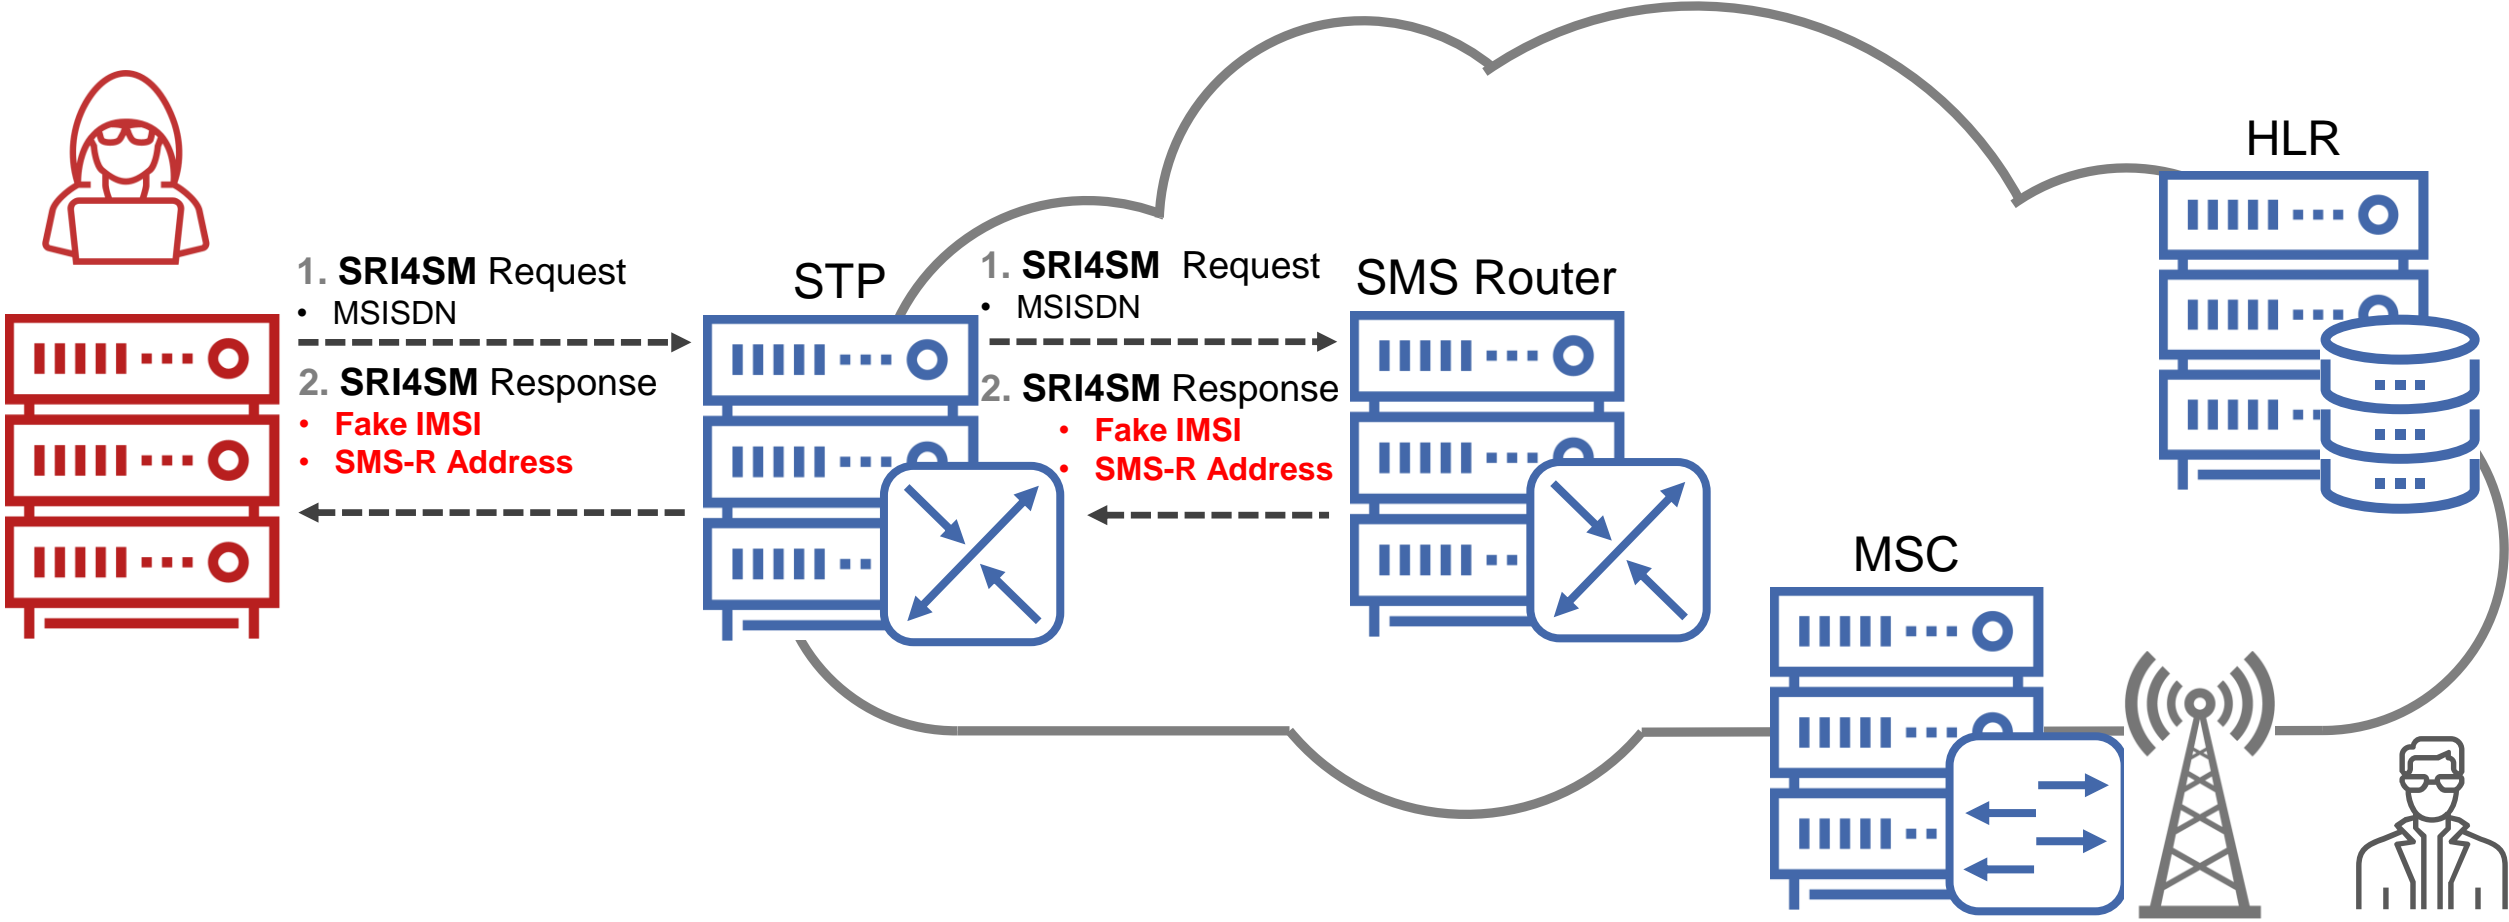 HLR
1. SRI4SM Request
• MSISDN
STP
1. SRI4SM Request
• MSISDN
SMS Router
2. SRI4SM Response
• Fake IMSI
• SMS-R Address
2. SRI4SM Response
• Fake IMSI
• SMS-R Address
MSC